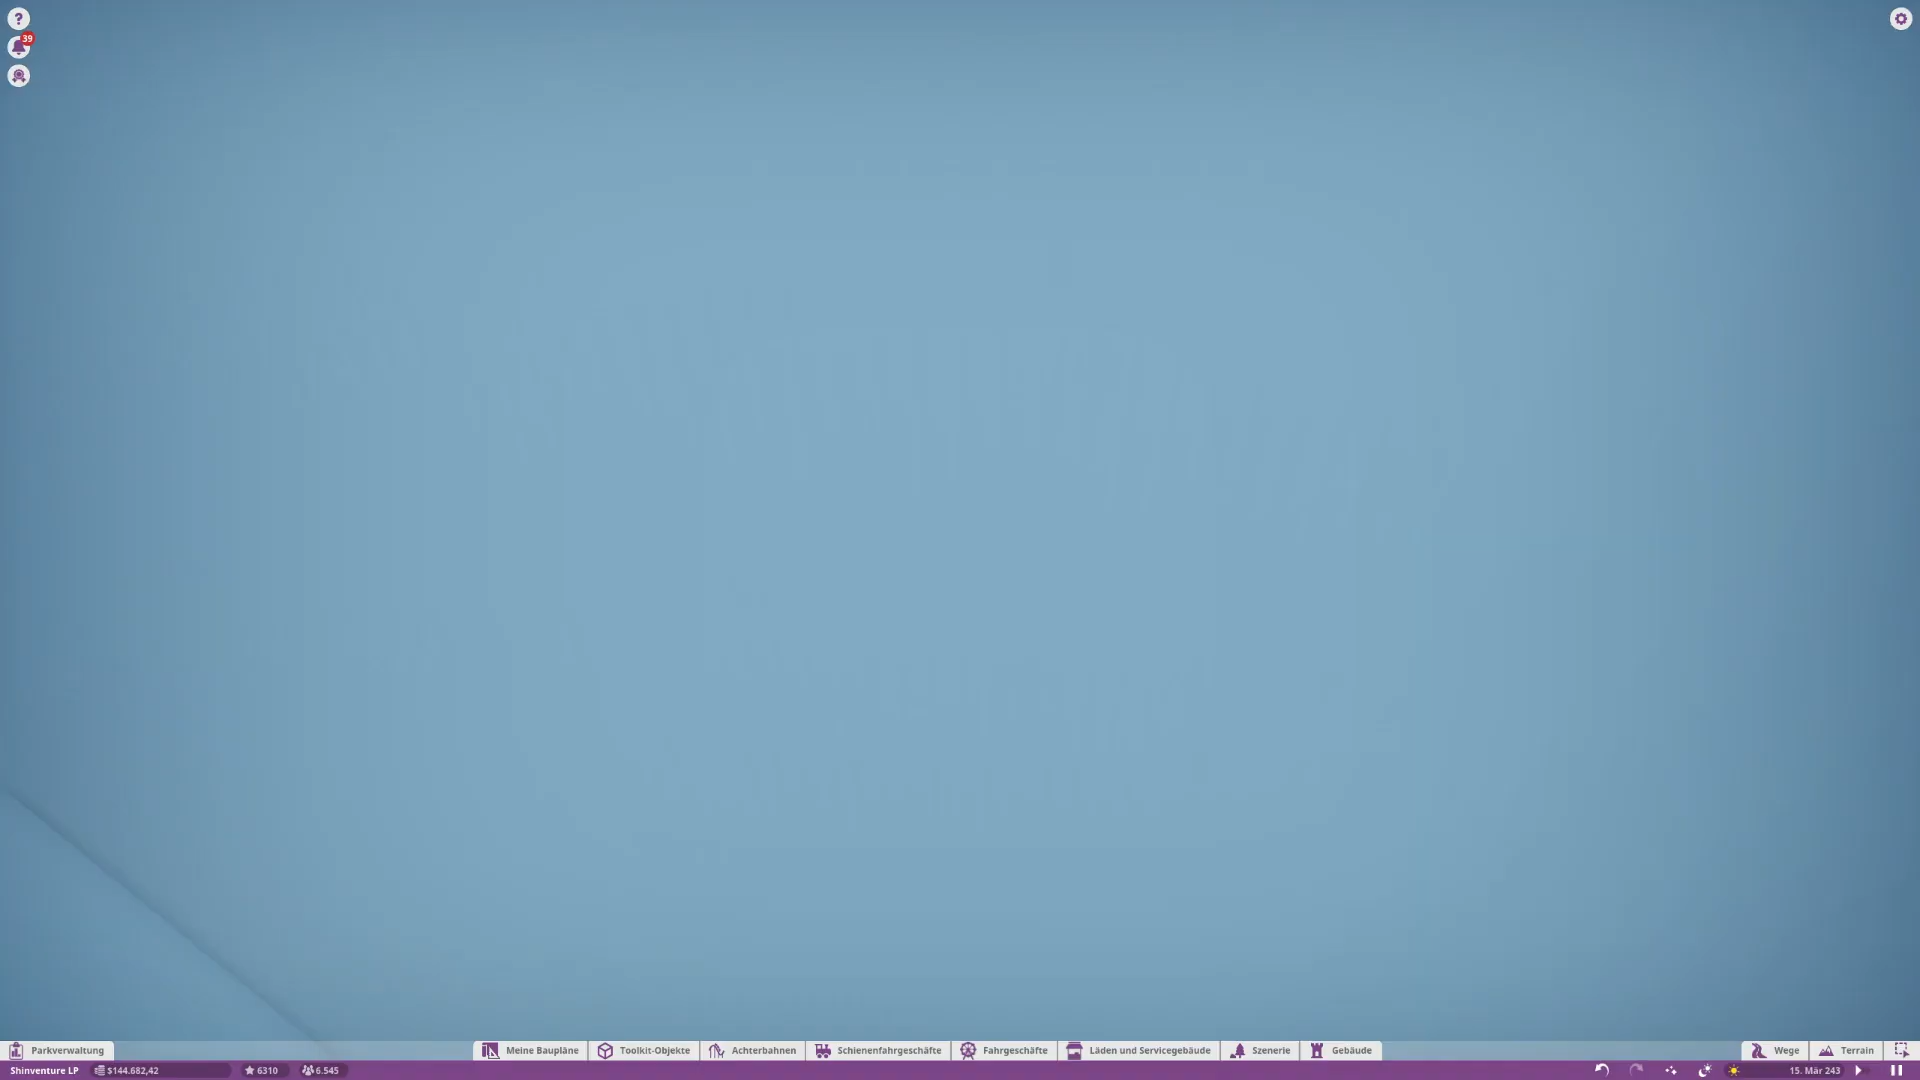 ?
39
Parkverwaltung
Meine Baupläne
Toolkit-Objekte
Achterbahnen
Schienenfahrgeschäfte
Fahrgeschäfte
Läden und Servicegebäude
Szenerie
Gebäude
Wege
Terrain
Shinventure LP
$144.682,42
6310
6.545
15. Mär 243